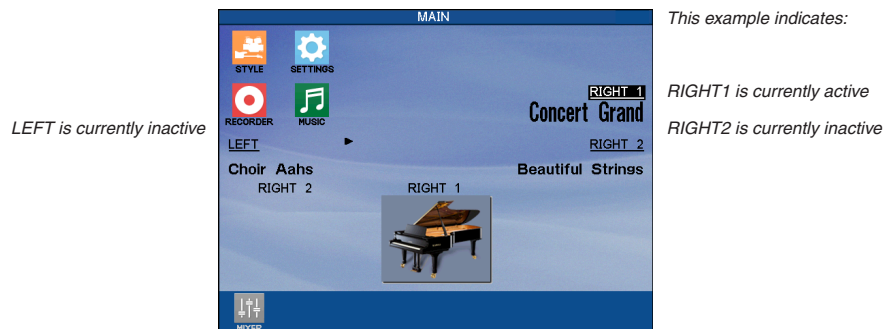 MAIN
This example indicates:
STYLE
SETTINGS
RIGHT 1
RIGHT1 is currently active
Concert Grand
RECORDER
MUSIC
LEFT is currently inactive
RIGHT2 is currently inactive
LEFT
RIGHT 2
Choir Aahs
Beautiful Strings
RIGHT 2
RIGHT 1
MIXER